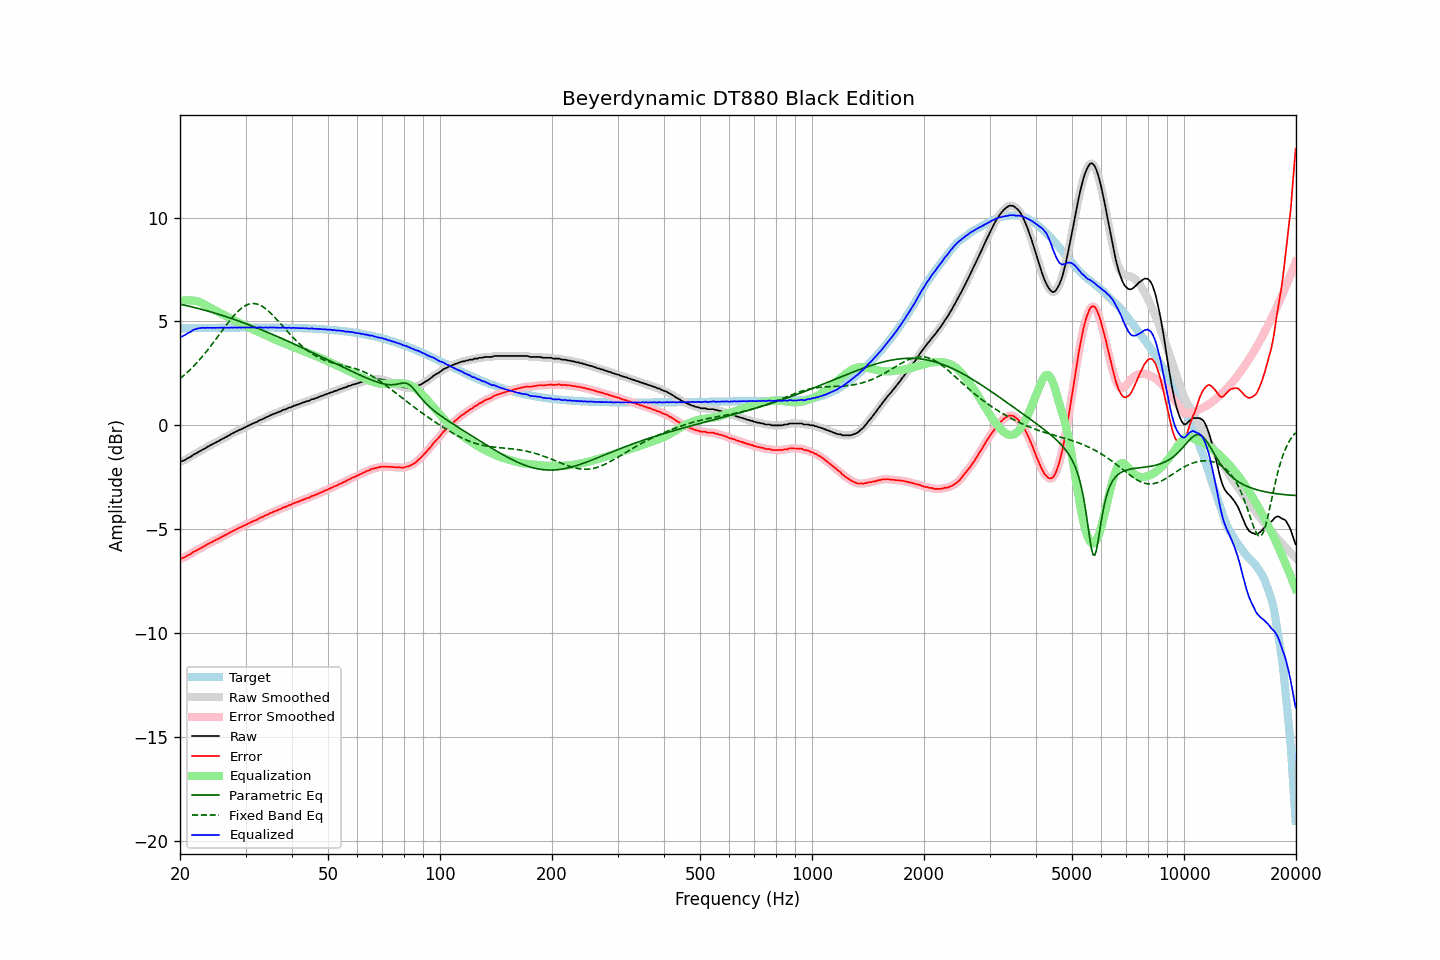 Beyerdynamic DT880 Black Edition
Amplitude (dBr)
10
5
0
−5
−10
−15
−20
Target
Raw Smoothed
Error Smoothed
Raw
Error
Equalization
Parametric Eq
Fixed Band Eq
Equalized
20 50 100 200 500 1000 2000 5000 10000 20000
Frequency (Hz)